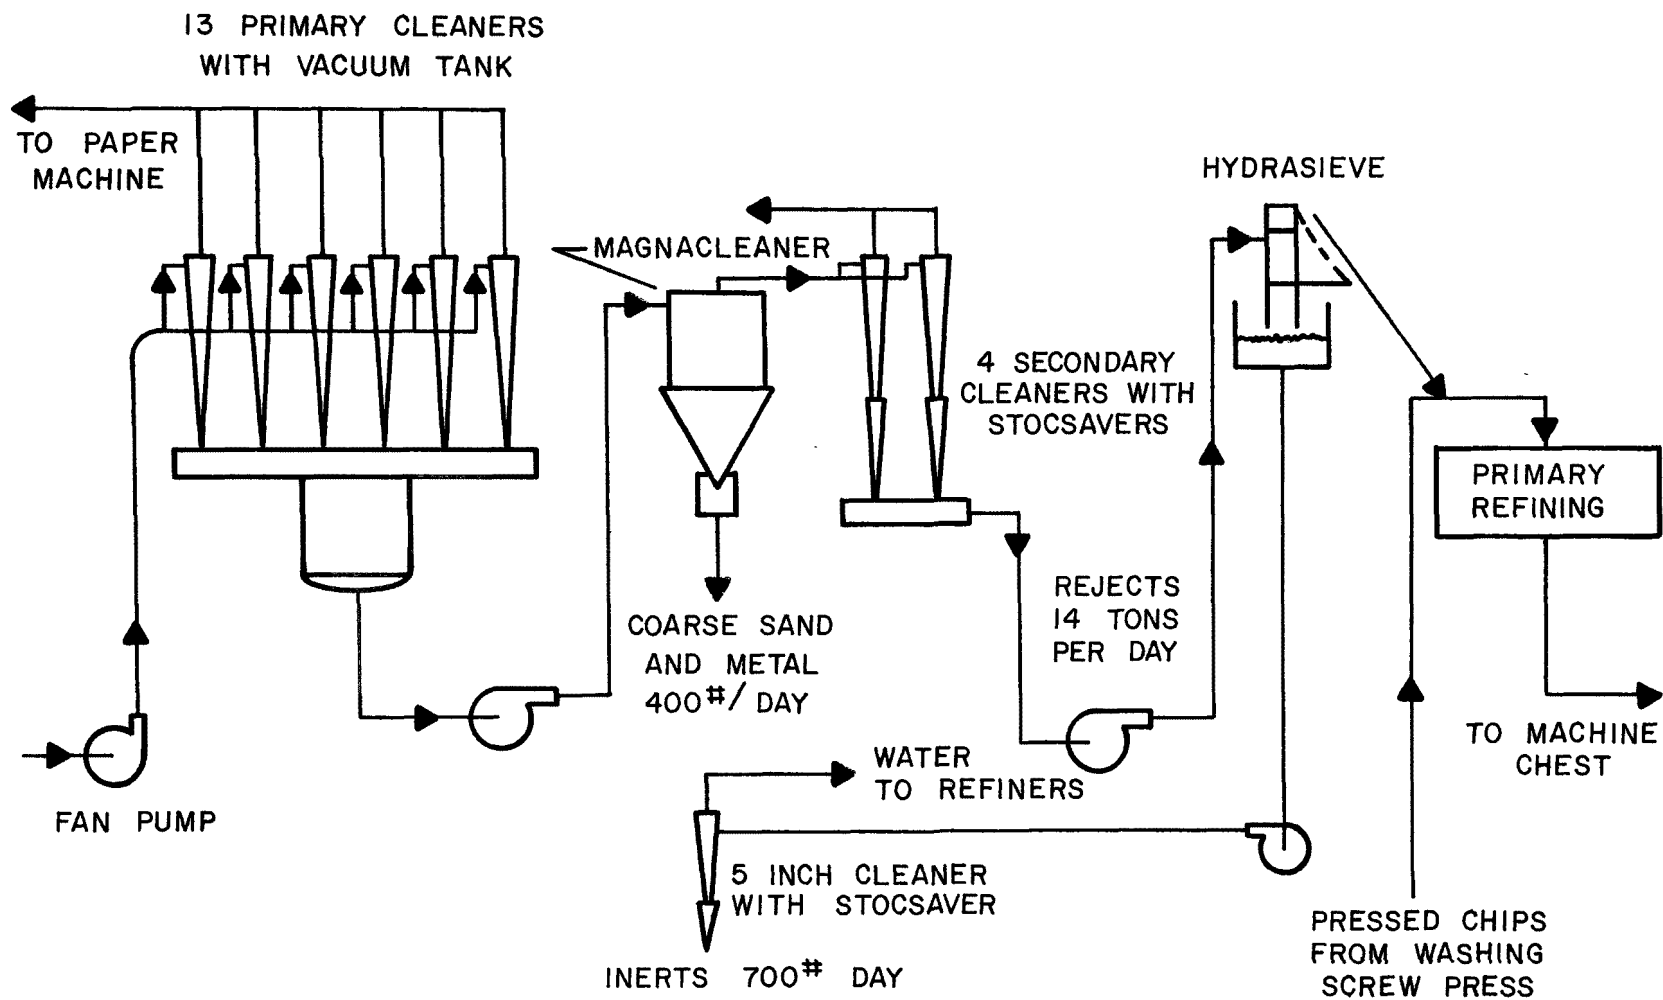 13 PRIMARY CLEANERS
WITH VACUUM TANK
TO PAPER
MACHINE
HYDRASIEVE
MAGNACLEANER
4 SECONDARY
CLEANERS WITH
STOCSAVERS
PRIMARY
REFINING
REJECTS
14 TONS
PER DAY
COARSE SAND
AND METAL
400#/ DAY
TO MACHINE
CHEST
WATER
TO REFINERS
FAN PUMP
5 INCH CLEANER
WITH STOCSAVER
PRESSED CHIPS
FROM WASHING
SCREW PRESS
INERTS 700# DAY